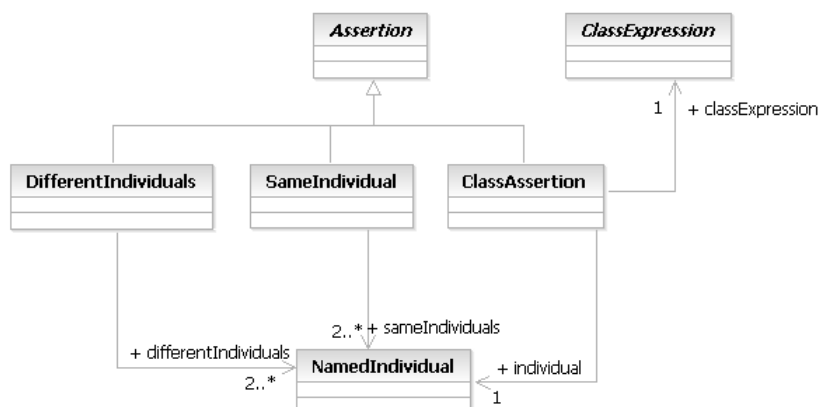 Assertion
ClassExpression
1
+ classExpression
DifferentIndividuals
SameIndividual
ClassAssertion
2..*
+ sameIndividuals
+ differentIndividuals
2..*
NamedIndividual
+ individual
1